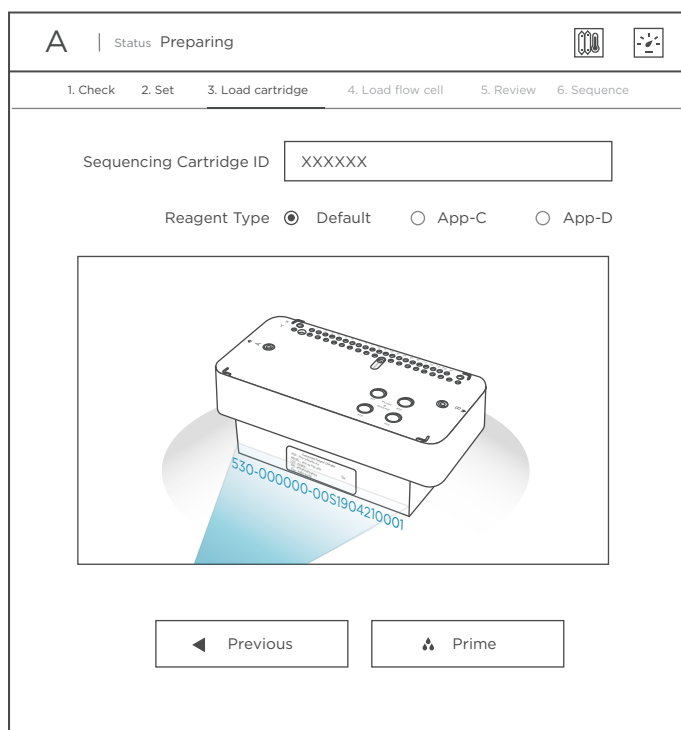 A | Status Preparing
1. Check 2. Set 3. Load cartridge 4. Load flow cell 5. Review 6. Sequence
Sequencing Cartridge ID XXXXXX
Reagent Type Default App-C App-D
530-000000-00S1904210001
Previous Prime